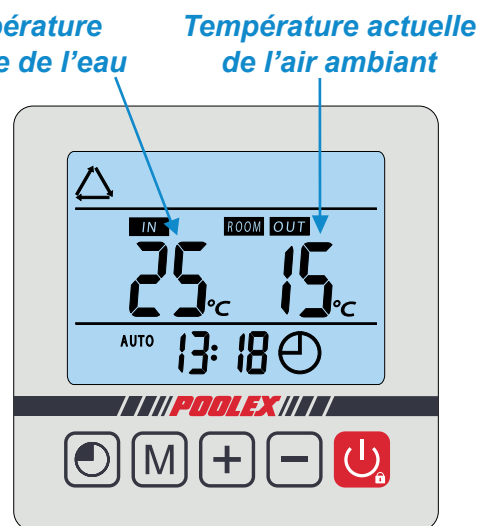 pérature
e de l'eau
Température actuelle
de l'air ambiant
IN ROOM OUT
25°C 15°C
AUTO 13:18
POOLEX
M + −